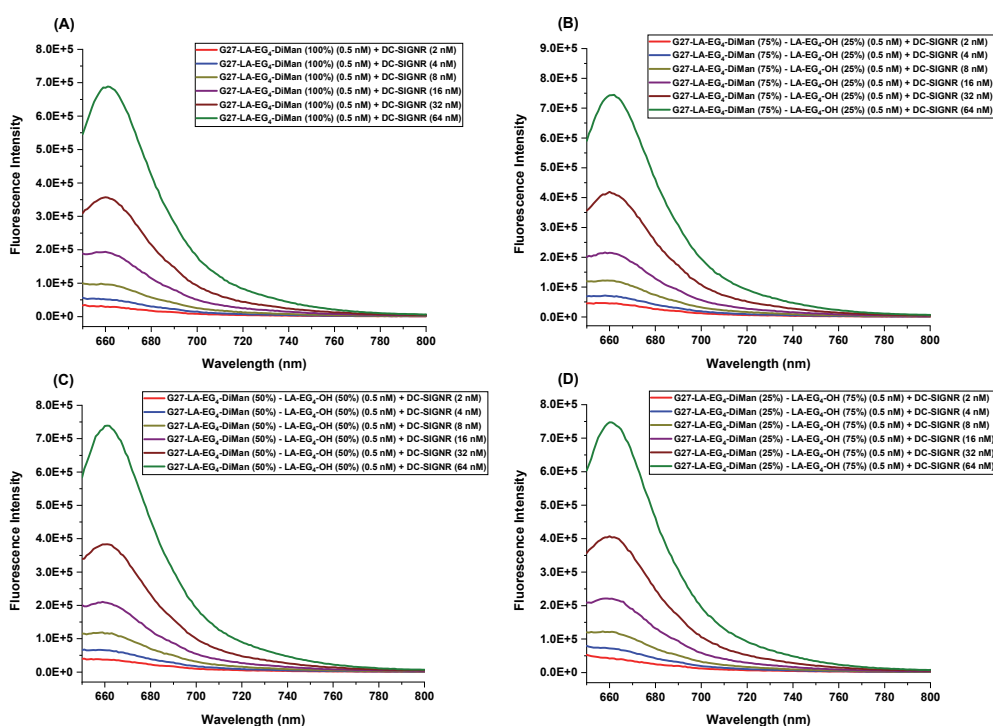 (A)
G27-LA-EG4-DiMan (100%) (0.5 nM) + DC-SIGNR (2 nM)
G27-LA-EG4-DiMan (100%) (0.5 nM) + DC-SIGNR (4 nM)
G27-LA-EG4-DiMan (100%) (0.5 nM) + DC-SIGNR (8 nM)
G27-LA-EG4-DiMan (100%) (0.5 nM) + DC-SIGNR (16 nM)
G27-LA-EG4-DiMan (100%) (0.5 nM) + DC-SIGNR (32 nM)
G27-LA-EG4-DiMan (100%) (0.5 nM) + DC-SIGNR (64 nM)
8.0E+5
7.0E+5
6.0E+5
5.0E+5
4.0E+5
3.0E+5
2.0E+5
1.0E+5
0.0E+0
Fluorescence Intensity
660 680 700 720 740 760 780 800
Wavelength (nm)
(B)
G27-LA-EG4-DiMan (75%) - LA-EG4-OH (25%) (0.5 nM) + DC-SIGNR (2 nM)
G27-LA-EG4-DiMan (75%) - LA-EG4-OH (25%) (0.5 nM) + DC-SIGNR (4 nM)
G27-LA-EG4-DiMan (75%) - LA-EG4-OH (25%) (0.5 nM) + DC-SIGNR (8 nM)
G27-LA-EG4-DiMan (75%) - LA-EG4-OH (25%) (0.5 nM) + DC-SIGNR (16 nM)
G27-LA-EG4-DiMan (75%) - LA-EG4-OH (25%) (0.5 nM) + DC-SIGNR (32 nM)
G27-LA-EG4-DiMan (75%) - LA-EG4-OH (25%) (0.5 nM) + DC-SIGNR (64 nM)
9.0E+5
8.0E+5
7.0E+5
6.0E+5
5.0E+5
4.0E+5
3.0E+5
2.0E+5
1.0E+5
0.0E+0
Fluorescence Intensity
660 680 700 720 740 760 780 800
Wavelength (nm)
(C)
G27-LA-EG4-DiMan (50%) - LA-EG4-OH (50%) (0.5 nM) + DC-SIGNR (2 nM)
G27-LA-EG4-DiMan (50%) - LA-EG4-OH (50%) (0.5 nM) + DC-SIGNR (4 nM)
G27-LA-EG4-DiMan (50%) - LA-EG4-OH (50%) (0.5 nM) + DC-SIGNR (8 nM)
G27-LA-EG4-DiMan (50%) - LA-EG4-OH (50%) (0.5 nM) + DC-SIGNR (16 nM)
G27-LA-EG4-DiMan (50%) - LA-EG4-OH (50%) (0.5 nM) + DC-SIGNR (32 nM)
G27-LA-EG4-DiMan (50%) - LA-EG4-OH (50%) (0.5 nM) + DC-SIGNR (64 nM)
8.0E+5
7.0E+5
6.0E+5
5.0E+5
4.0E+5
3.0E+5
2.0E+5
1.0E+5
0.0E+0
Fluorescence Intensity
660 680 700 720 740 760 780 800
Wavelength (nm)
(D)
G27-LA-EG4-DiMan (25%) - LA-EG4-OH (75%) (0.5 nM) + DC-SIGNR (2 nM)
G27-LA-EG4-DiMan (25%) - LA-EG4-OH (75%) (0.5 nM) + DC-SIGNR (4 nM)
G27-LA-EG4-DiMan (25%) - LA-EG4-OH (75%) (0.5 nM) + DC-SIGNR (8 nM)
G27-LA-EG4-DiMan (25%) - LA-EG4-OH (75%) (0.5 nM) + DC-SIGNR (16 nM)
G27-LA-EG4-DiMan (25%) - LA-EG4-OH (75%) (0.5 nM) + DC-SIGNR (32 nM)
G27-LA-EG4-DiMan (25%) - LA-EG4-OH (75%) (0.5 nM) + DC-SIGNR (64 nM)
8.0E+5
7.0E+5
6.0E+5
5.0E+5
4.0E+5
3.0E+5
2.0E+5
1.0E+5
0.0E+0
Fluorescence Intensity
660 680 700 720 740 760 780 800
Wavelength (nm)